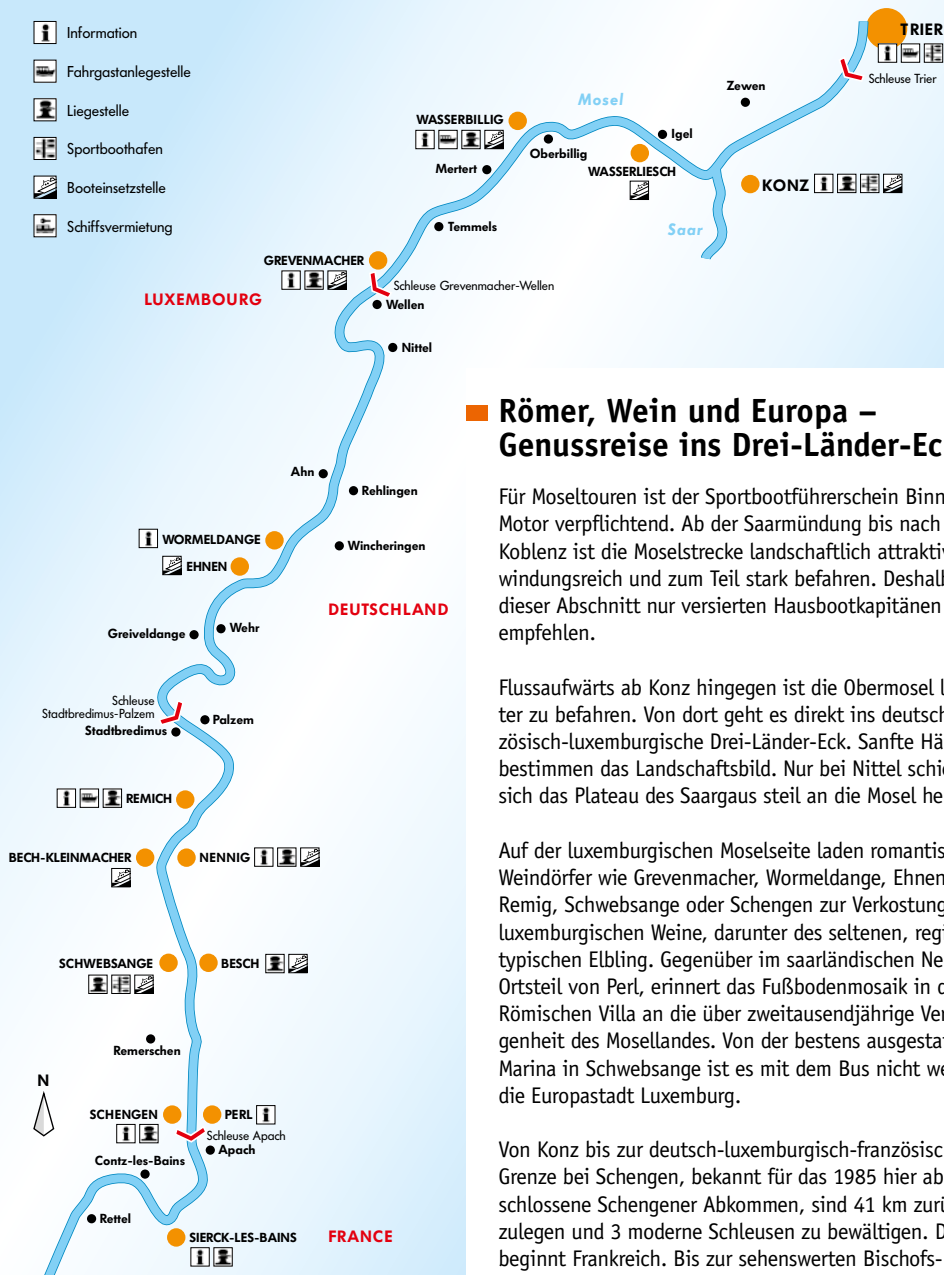 Information
Fahrgastanlegestelle
Liegestelle
Sportboothafen
Booteinsetzstelle
Schiffsvermietung
TRIER
Schleuse Trier
Zewen
Mosel
WASSERBILLIG
Igel
Oberbillig
WASSERLIESCH
Mertert
KONZ
Saar
Temmels
GREVENMACHER
Schleuse Grevenmacher-Wellen
LUXEMBOURG
Wellen
Nittel
Ahn
Rehlingen
WORMELDANGE
Wincheringen
EHNEN
DEUTSCHLAND
Greiveldange
Wehr
Schleuse
Stadtbredimus-Palzem
Palzem
Stadtbredimus
REMICH
BECH-KLEINMACHER
NENNIG
SCHWEBSANGE
BESCH
Remerschen
N
SCHENGEN
PERL
Schleuse Apach
Apach
Contz-les-Bains
Rettel
SIERCK-LES-BAINS
FRANCE
Römer, Wein und Europa –
Genussreise ins Drei-Länder-Ec
Für Moseltouren ist der Sportbootführerschein Binn
Motor verpflichtend. Ab der Saarmündung bis nach
Koblenz ist die Moselstrecke landschaftlich attraktiv
windungsreich und zum Teil stark befahren. Deshalb
dieser Abschnitt nur versierten Hausbootkapitänen
empfehlen.
Flussaufwärts ab Konz hingegen ist die Obermosel l
ter zu befahren. Von dort geht es direkt ins deutsch
zösisch-luxemburgische Drei-Länder-Eck. Sanfte Hä
bestimmen das Landschaftsbild. Nur bei Nittel schie
sich das Plateau des Saargaus steil an die Mosel he
Auf der luxemburgischen Moselseite laden romantis
Weindörfer wie Grevenmacher, Wormeldange, Ehnen
Remig, Schwebsange oder Schengen zur Verkostung
luxemburgischen Weine, darunter des seltenen, regi
typischen Elbling. Gegenüber im saarländischen Ne
Ortsteil von Perl, erinnert das Fußbodenmosaik in d
Römischen Villa an die über zweitausendjährige Ver
genheit des Mosellandes. Von der bestens ausgestat
Marina in Schwebsange ist es mit dem Bus nicht we
die Europastadt Luxemburg.
Von Konz bis zur deutsch-luxemburgisch-französisc
Grenze bei Schengen, bekannt für das 1985 hier ab
schlossene Schengener Abkommen, sind 41 km zurü
zulegen und 3 moderne Schleusen zu bewältigen. D
beginnt Frankreich. Bis zur sehenswerten Bischofs-